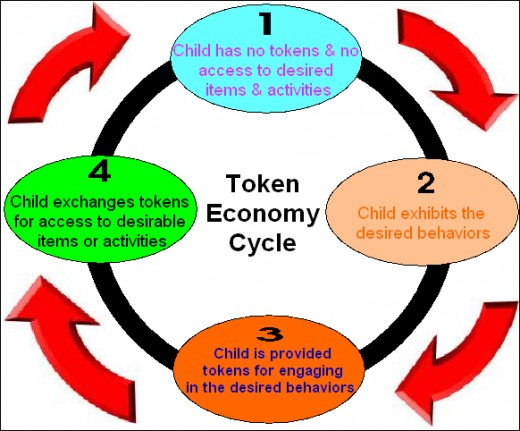 1
Child has no tokens & no
access to desired
items & activities
2
Child exhibits the
desired behaviors
3
Child is provided
tokens for engaging
in the desired behaviors
4
Child exchanges tokens
for access to desirable
items or activities
Token
Economy
Cycle